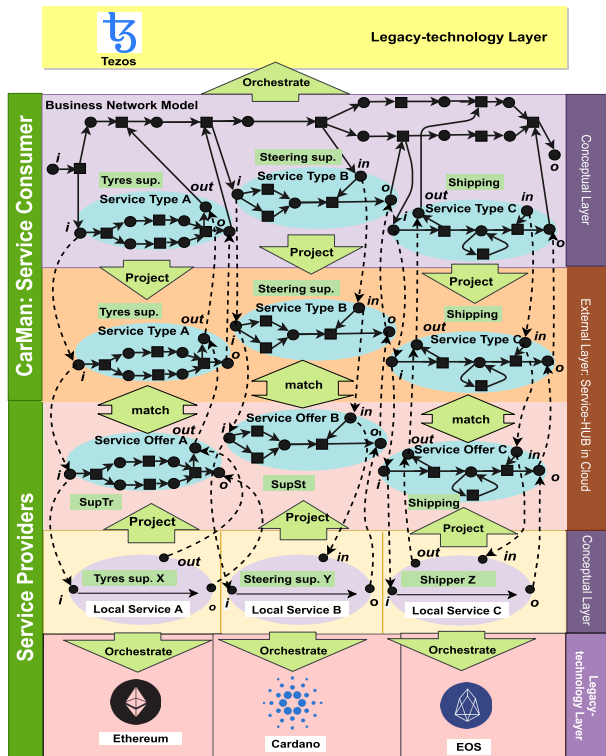 Legacy-technology Layer
Tezos
Orchestrate
Business Network Model
i
Tyres sup.
Service Type A
out
o
i
Steering sup.
Service Type B
in
o
i
Shipping
out
in
Service Type C
o
i
Project
Project
Project
Tyres sup.
Service Type A
out
o
i
Steering sup.
Service Type B
in
o
i
Shipping
out
in
Service Type C
o
i
match
match
match
Service Offer A
out
i
o
SupTr
Service Offer B
in
i
o
SupSt
out
in
Service Offer C
i
o
Shipping
Project
Project
Project
out
in
out
in
Tyres sup. X
i
o
Local Service A
Steering sup. Y
i
o
Local Service B
Shipper Z
i
o
Local Service C
Orchestrate
Orchestrate
Orchestrate
Ethereum
Cardano
EOS
CarMan: Service Consumer
Service Providers
Conceptual Layer
External Layer: Service-HUB in Cloud
Conceptual Layer
Legacy-
technology Layer